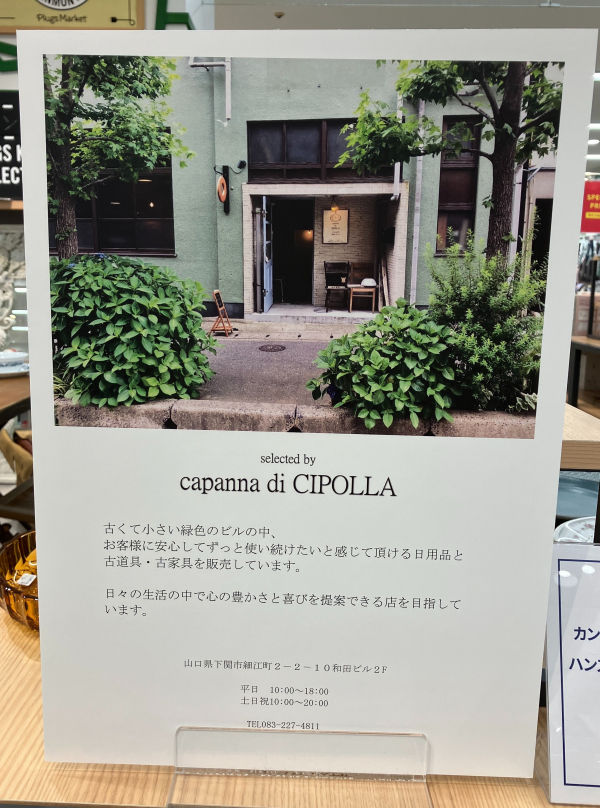 Plugs Market
selected by
capanna di CIPOLLA
古くて小さい緑色のビルの中、
お客様に安心してずっと使い続けたいと感じて頂ける日用品と
古道具・古家具を販売しています。
日々の生活の中で心の豊かさと喜びを提案できる店を目指して
います。
山口県下関市細江町２－２－１０和田ビル２F
平日　10:00～18:00
土日祝10:00～20:00
TEL083-227-4811
カン
ハン